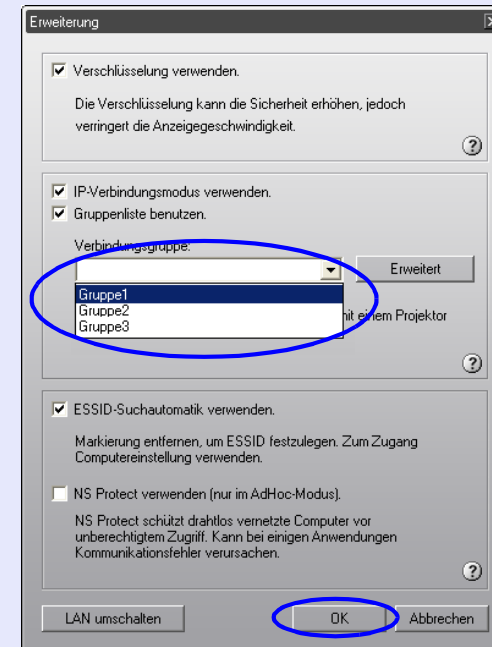 Erweiterung
Verschlüsselung verwenden.
Die Verschlüsselung kann die Sicherheit erhöhen, jedoch
verringert die Anzeigegeschwindigkeit.
IP-Verbindungsmodus verwenden.
Gruppenliste benutzen.
Verbindungsgruppe:
Erweitert
Gruppe1
Gruppe2
Gruppe3
mit einem Projektor
ESSID-Suchautomatik verwenden.
Markierung entfernen, um ESSID festzulegen. Zum Zugang
Computereinstellung verwenden.
NS Protect verwenden (nur im AdHoc-Modus).
NS Protect schützt drahtlos vernetzte Computer vor
unberechtigtem Zugriff. Kann bei einigen Anwendungen
Kommunikationsfehler verursachen.
LAN umschalten
OK
Abbrechen